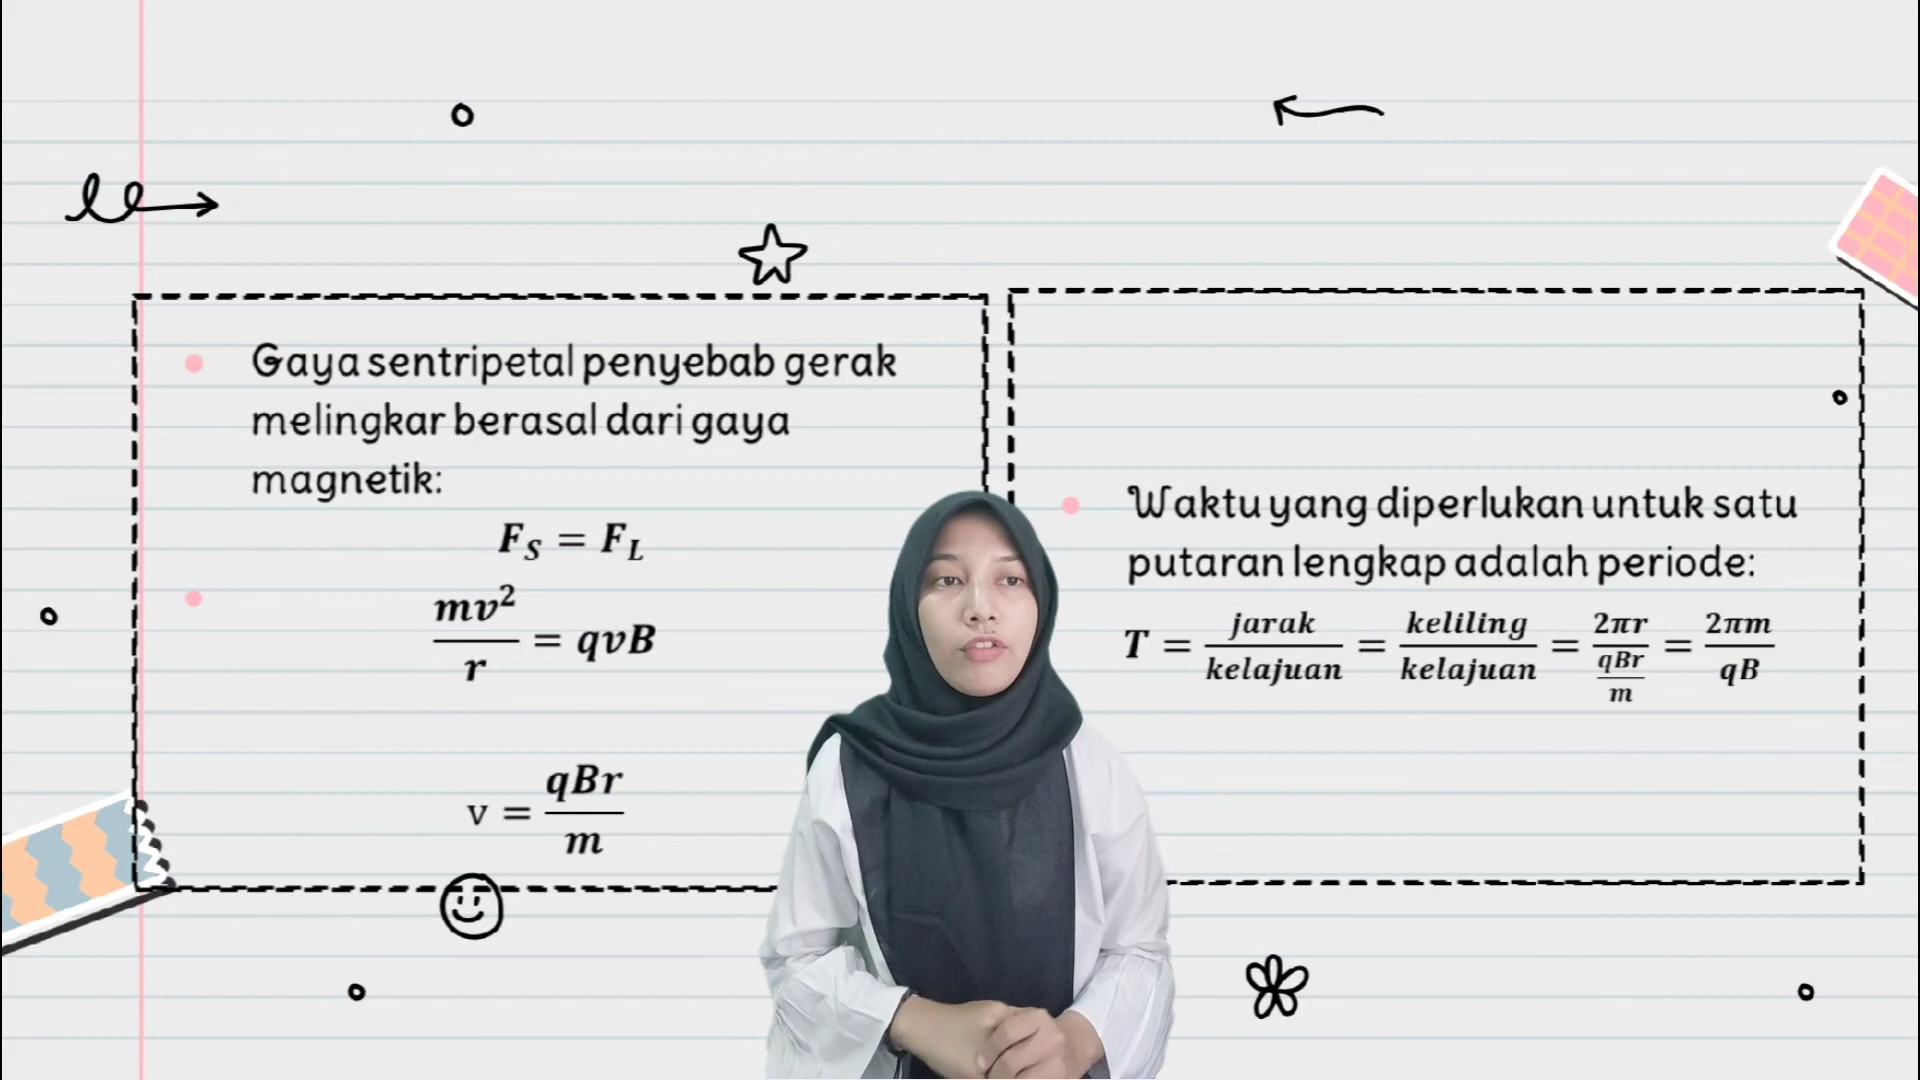 Gaya sentripetal penyebab gerak
melingkar berasal dari gaya
magnetik:
F_S = F_L
mv²/r = qvB
v = qBr/m
Waktu yang diperlukan untuk satu
putaran lengkap adalah periode:
T = jarak/kelajuan = keliling/kelajuan = 2πr/(qBr/m) = 2πm/qB